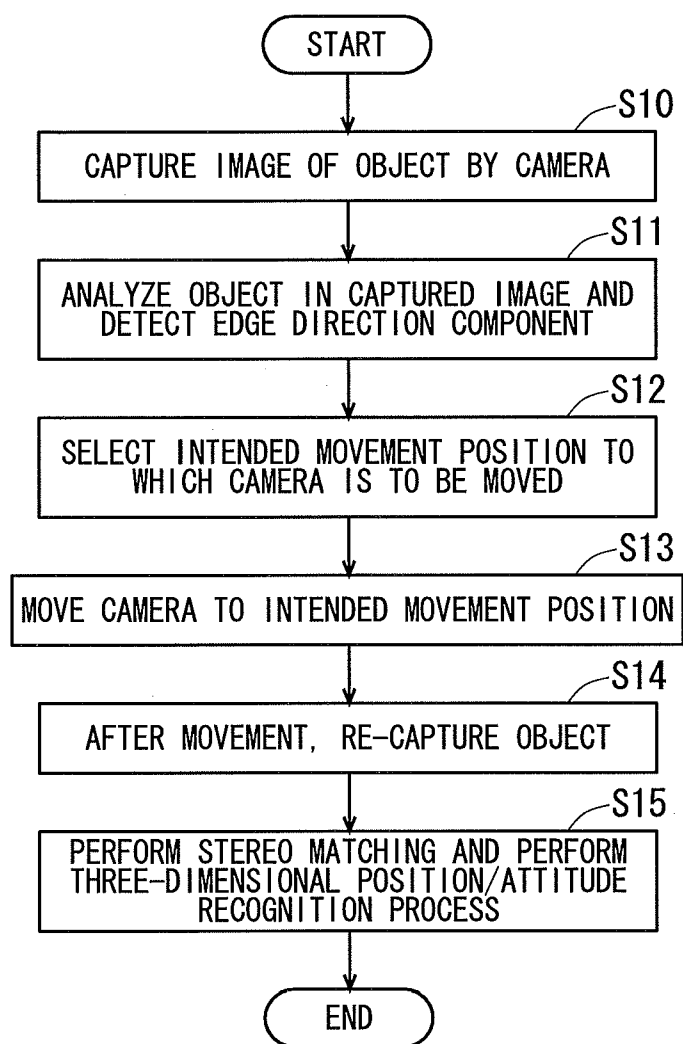 START
S10
CAPTURE IMAGE OF OBJECT BY CAMERA
S11
ANALYZE OBJECT IN CAPTURED IMAGE AND
DETECT EDGE DIRECTION COMPONENT
S12
SELECT INTENDED MOVEMENT POSITION TO
WHICH CAMERA IS TO BE MOVED
S13
MOVE CAMERA TO INTENDED MOVEMENT POSITION
S14
AFTER MOVEMENT, RE-CAPTURE OBJECT
S15
PERFORM STEREO MATCHING AND PERFORM
THREE-DIMENSIONAL POSITION/ATTITUDE
RECOGNITION PROCESS
END